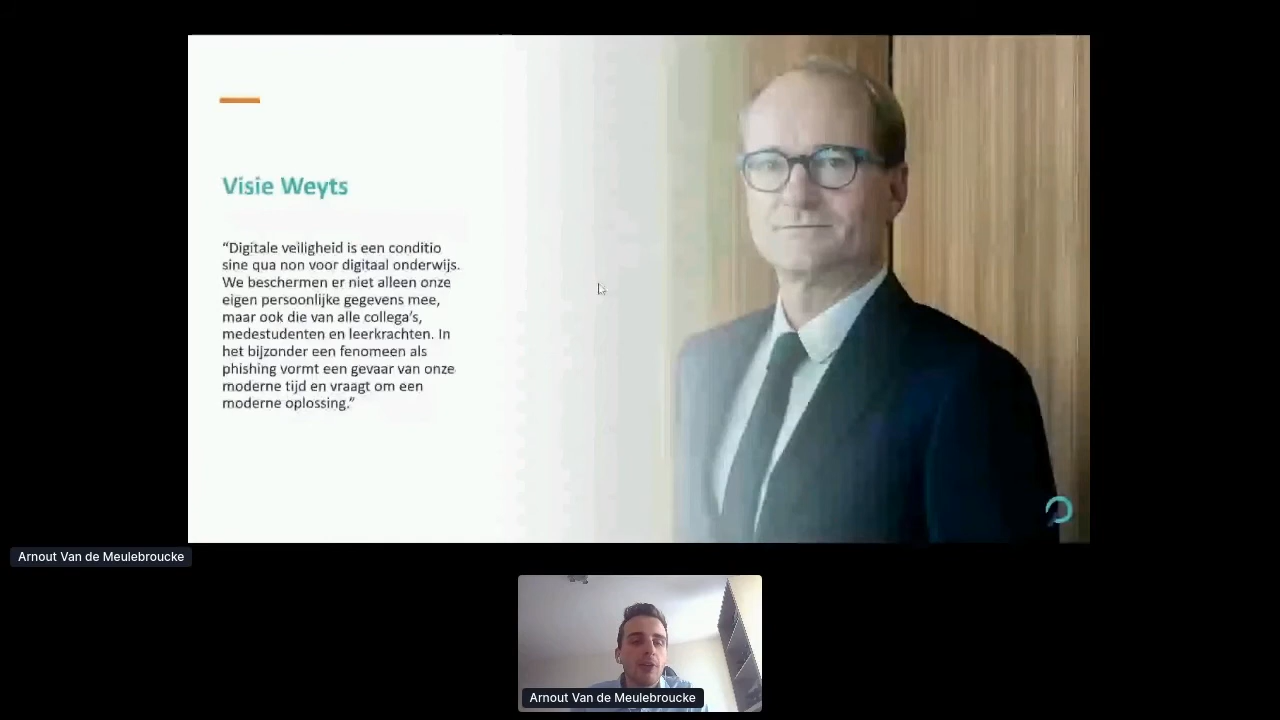 Visie Weyts
“Digitale veiligheid is een conditio
sine qua non voor digitaal onderwijs.
We beschermen er niet alleen onze
eigen persoonlijke gegevens mee,
maar ook die van alle collega’s,
medestudenten en leerkrachten. In
het bijzonder een fenomeen als
phishing vormt een gevaar van onze
moderne tijd en vraagt om een
moderne oplossing.”
Arnout Van de Meulebroucke
Arnout Van de Meulebroucke